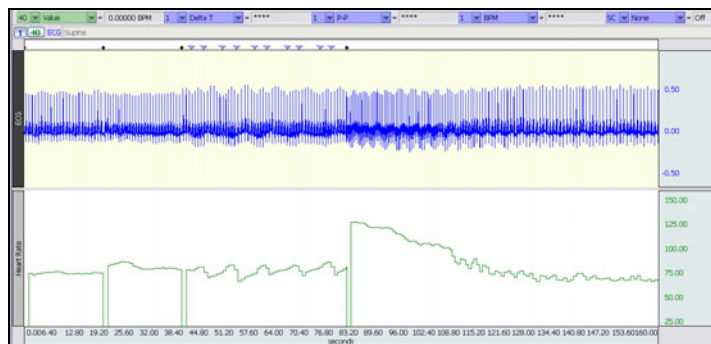 40 Value = 0.00000 BPM 1 Delta T = **** 1 P-P = **** 1 BPM = **** SC None = Off
T 40 ECG Supine
ECG
0.50
0.00
-0.50
Heart Rate
150.00
125.00
100.00
75.00
50.00
25.00
0.00 6.40 12.80 19.20 25.60 32.00 38.40 44.80 51.20 57.60 64.00 70.40 76.80 83.20 89.60 96.00 102.40 108.80 115.20 121.60 128.00 134.40 140.80 147.20 153.60 160.00
seconds